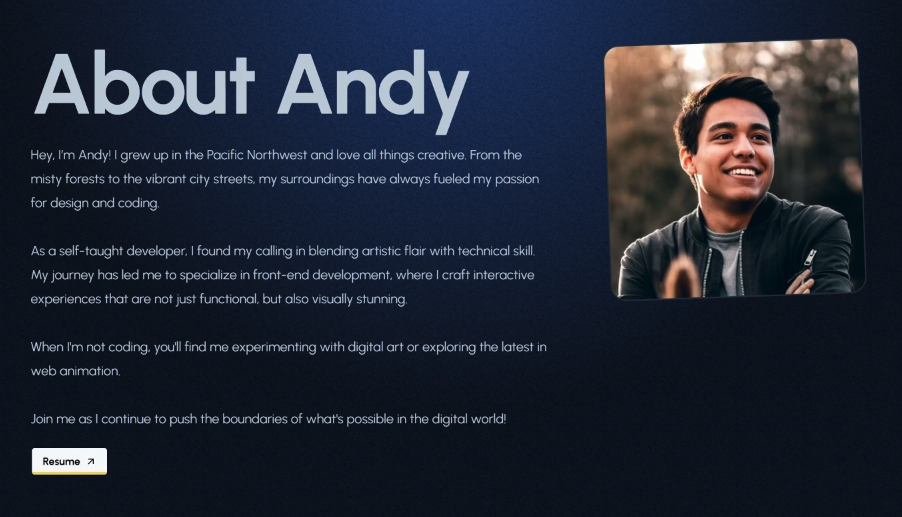 About Andy
Hey, I'm Andy! I grew up in the Pacific Northwest and love all things creative. From the
misty forests to the vibrant city streets, my surroundings have always fueled my passion
for design and coding.
As a self-taught developer, I found my calling in blending artistic flair with technical skill.
My journey has led me to specialize in front-end development, where I craft interactive
experiences that are not just functional, but also visually stunning.
When I'm not coding, you'll find me experimenting with digital art or exploring the latest in
web animation.
Join me as I continue to push the boundaries of what's possible in the digital world!
Resume